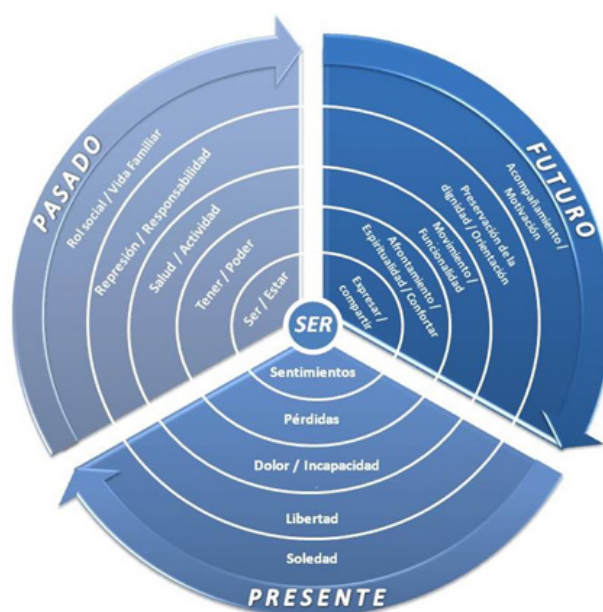 PASADO
Rol social / Vida Familiar
Represión / Responsabilidad
Salud / Actividad
Tener / Poder
Ser / Estar
FUTURO
Acompañamiento /
Motivación
Preservación de la
dignidad / Orientación
Movimiento /
Funcionalidad
Afrontamiento /
Espiritualidad / Confortar
Expresar /
compartir
SER
Sentimientos
Pérdidas
Dolor / Incapacidad
Libertad
Soledad
PRESENTE